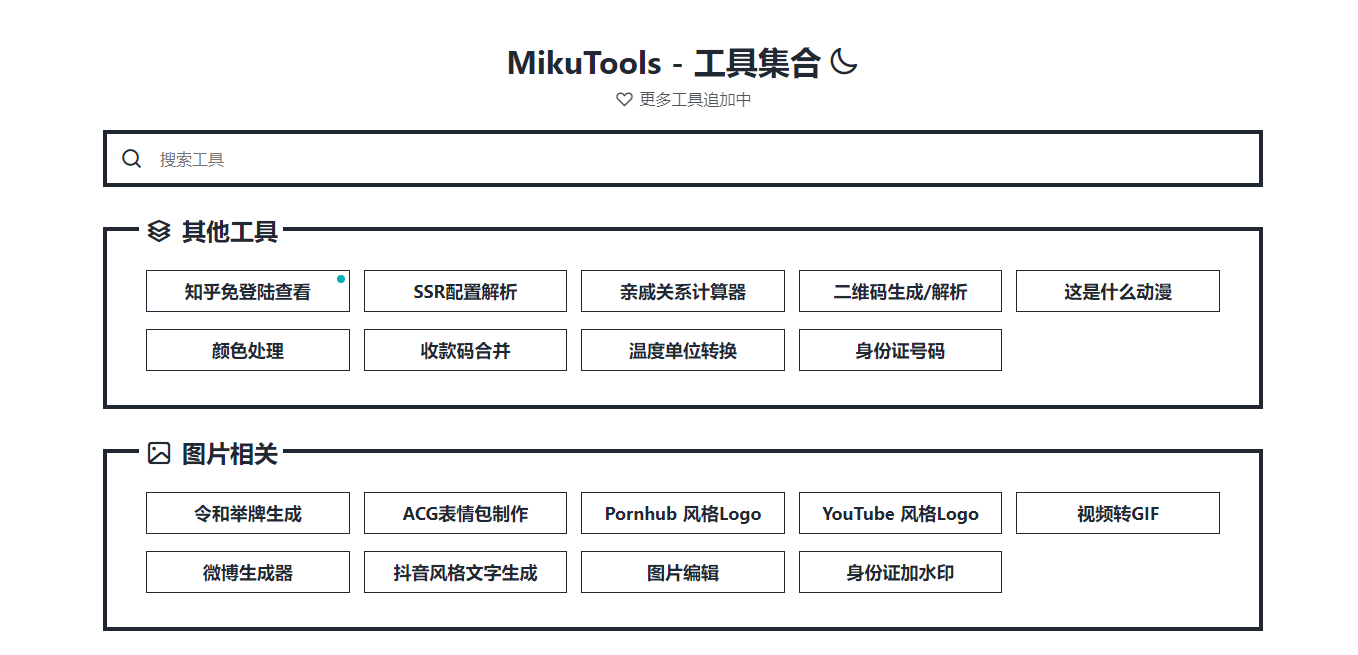 MikuTools - 工具集合
更多工具追加中
搜索工具
其他工具
知乎免登陆查看 SSR配置解析 亲戚关系计算器 二维码生成/解析 这是什么动漫
颜色处理 收款码合并 温度单位转换 身份证号码
图片相关
令和举牌生成 ACG表情包制作 Pornhub 风格Logo YouTube 风格Logo 视频转GIF
微博生成器 抖音风格文字生成 图片编辑 身份证加水印